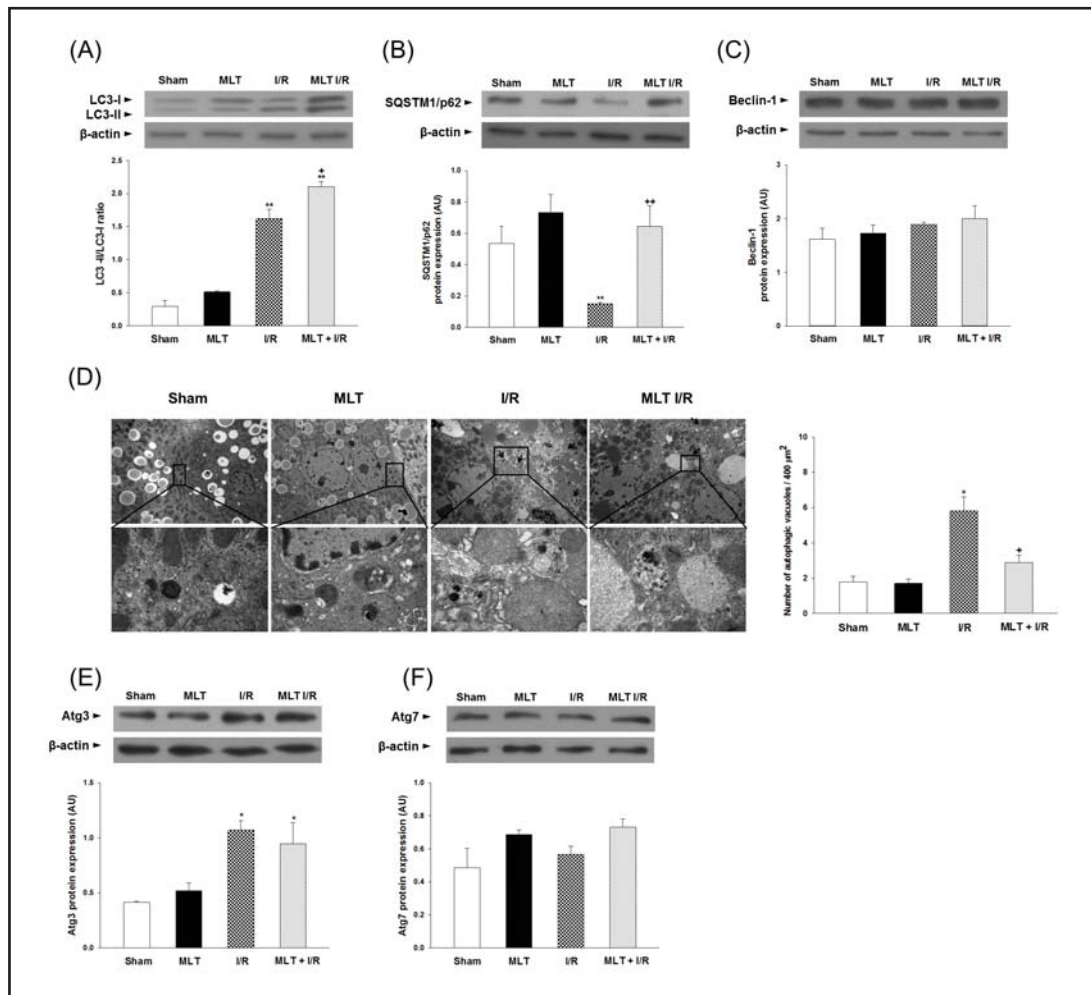 (A)
Sham MLT I/R MLT I/R
LC3-I
LC3-II
β-actin
LC3 -II/LC3-I ratio
2.5
2.0
1.5
1.0
0.5
0.0
**
+
**
Sham MLT I/R MLT + I/R
(B)
Sham MLT I/R MLT I/R
SQSTM1/p62
β-actin
SQSTM1/p62
protein expression (AU)
1.0
0.8
0.6
0.4
0.2
0.0
**
++
Sham MLT I/R MLT + I/R
(C)
Sham MLT I/R MLT I/R
Beclin-1
β-actin
Beclin-1
protein expression (AU)
3
2
1
0
Sham MLT I/R MLT + I/R
(D)
Sham MLT I/R MLT I/R
Number of autophagic vacuoles / 400 µm²
10
8
6
4
2
0
*
+
Sham MLT I/R MLT + I/R
(E)
Sham MLT I/R MLT I/R
Atg3
β-actin
Atg3 protein expression (AU)
1.5
1.0
0.5
0.0
*
*
Sham MLT I/R MLT + I/R
(F)
Sham MLT I/R MLT I/R
Atg7
β-actin
Atg7 protein expression (AU)
1.0
0.8
0.6
0.4
0.2
0.0
Sham MLT I/R MLT + I/R